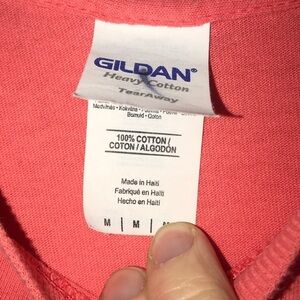 GILDAN®
Heavy Cotton
TearAway
100% COTTON /
COTON / ALGODÓN
Made in Haiti
Fabriqué en Haïti
Hecho en Haití
M | M |